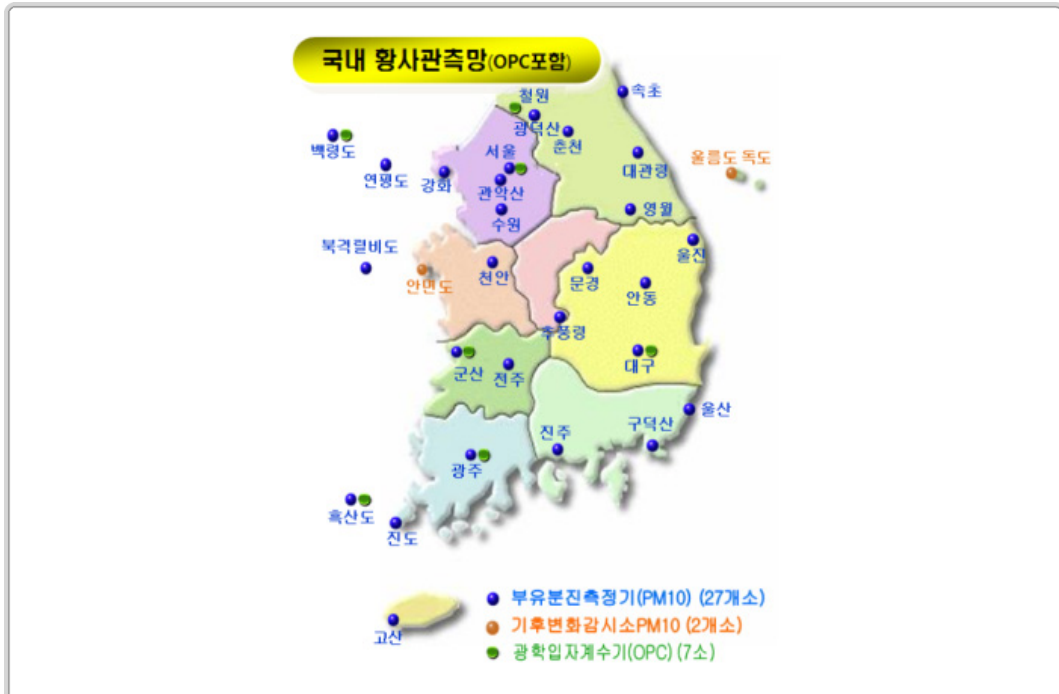 국내 황사관측망(OPC포함)
철원
속초
광덕산
춘천
백령도
서울
대관령
울릉도 독도
연평도
강화
관악산
영월
수원
북격렬비도
울진
천안
문경
안동
안면도
추풍령
군산
전주
대구
울산
구덕산
진주
광주
흑산도
진도
고산
부유분진측정기(PM10) (27개소)
기후변화감시소PM10 (2개소)
광학입자계수기(OPC) (7소)